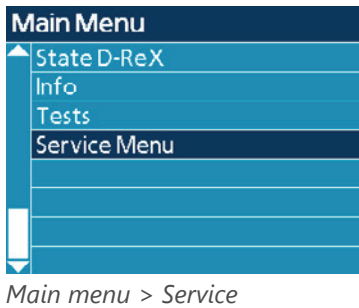 Main Menu
State D-ReX
Info
Tests
Service Menu
Main menu > Service